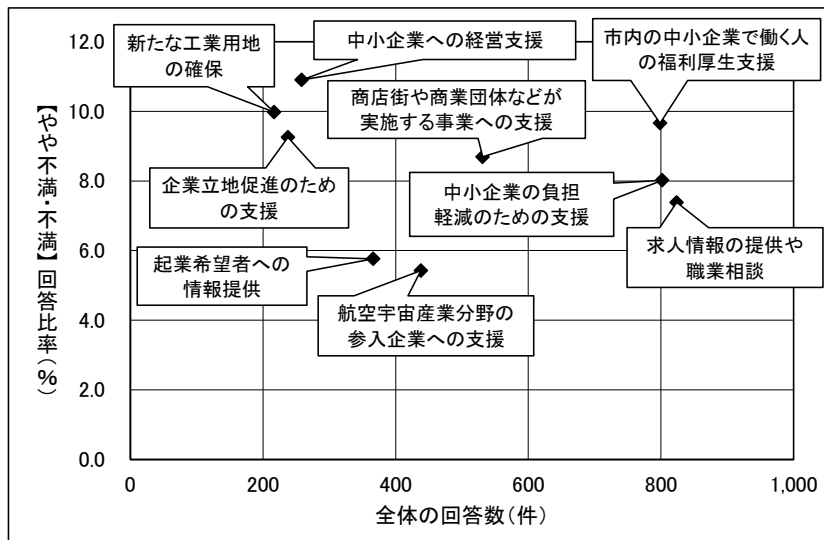 12.0
10.0
8.0
6.0
4.0
2.0
0.0
【やや不満・不満】回答比率(%)
新たな工業用地
の確保
中小企業への経営支援
市内の中小企業で働く人
の福利厚生支援
商店街や商業団体などが
実施する事業への支援
企業立地促進のための
の支援
中小企業の負担
軽減のための支援
求人情報の提供や
職業相談
起業希望者への
情報提供
航空宇宙産業分野の
参入企業への支援
0
200
400
600
800
1,000
全体の回答数(件)